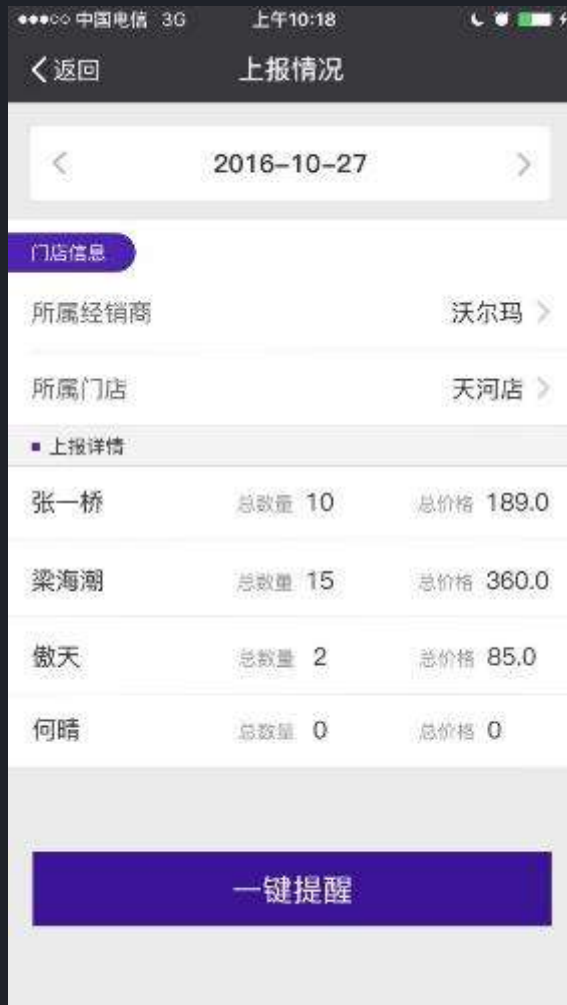 中国电信 3G 上午10:18
返回 上报情况
2016-10-27
门店信息
所属经销商 沃尔玛
所属门店 天河店
上报详情
张一桥 总数量 10 总价格 189.0
梁海潮 总数量 15 总价格 360.0
傲天 总数量 2 总价格 85.0
何晴 总数量 0 总价格 0
一键提醒